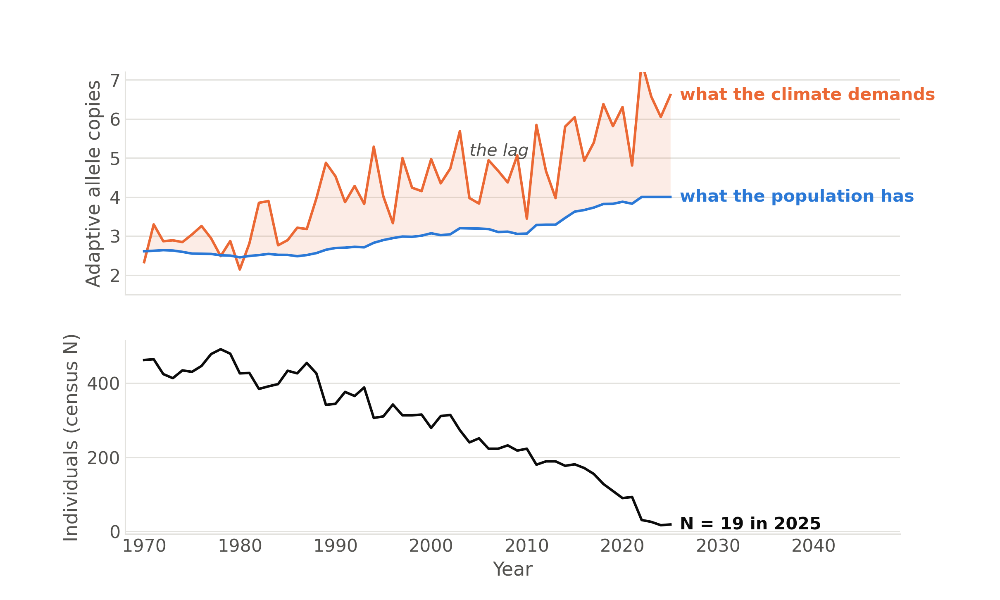 Adaptive allele copies
7
6
5
4
3
2
what the climate demands
the lag
what the population has
Individuals (census N)
400
200
0
N = 19 in 2025
1970 1980 1990 2000 2010 2020 2030 2040
Year